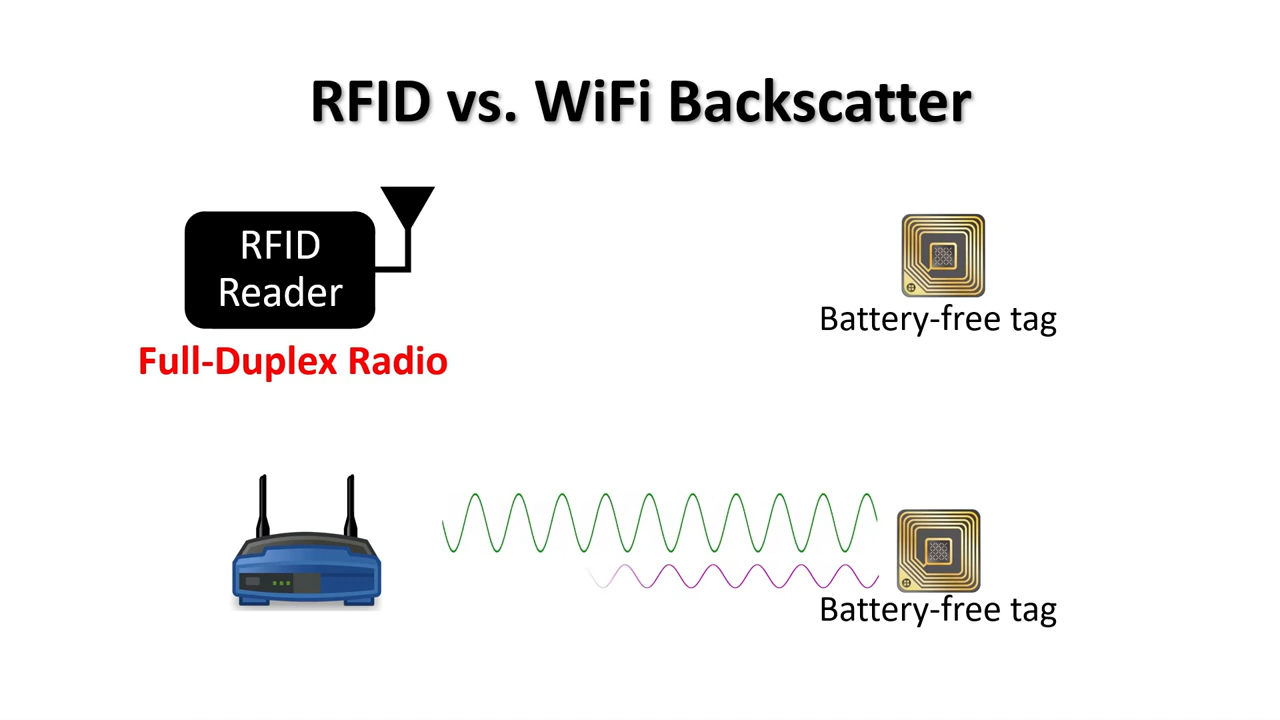 RFID vs. WiFi Backscatter
RFID
Reader
Full-Duplex Radio
Battery-free tag
Battery-free tag